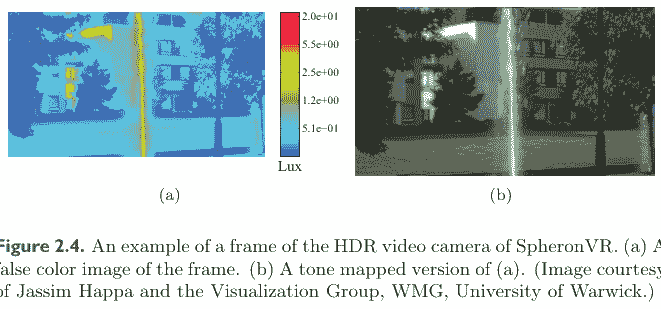 2.0e+01
5.5e+00
2.5e+00
1.2e+00
5.1e−01
Lux
(a)
(b)
Figure 2.4. An example of a frame of the HDR video camera of SpheronVR. (a) A
false color image of the frame. (b) A tone mapped version of (a). (Image courtesy
of Jassim Happa and the Visualization Group, WMG, University of Warwick.)